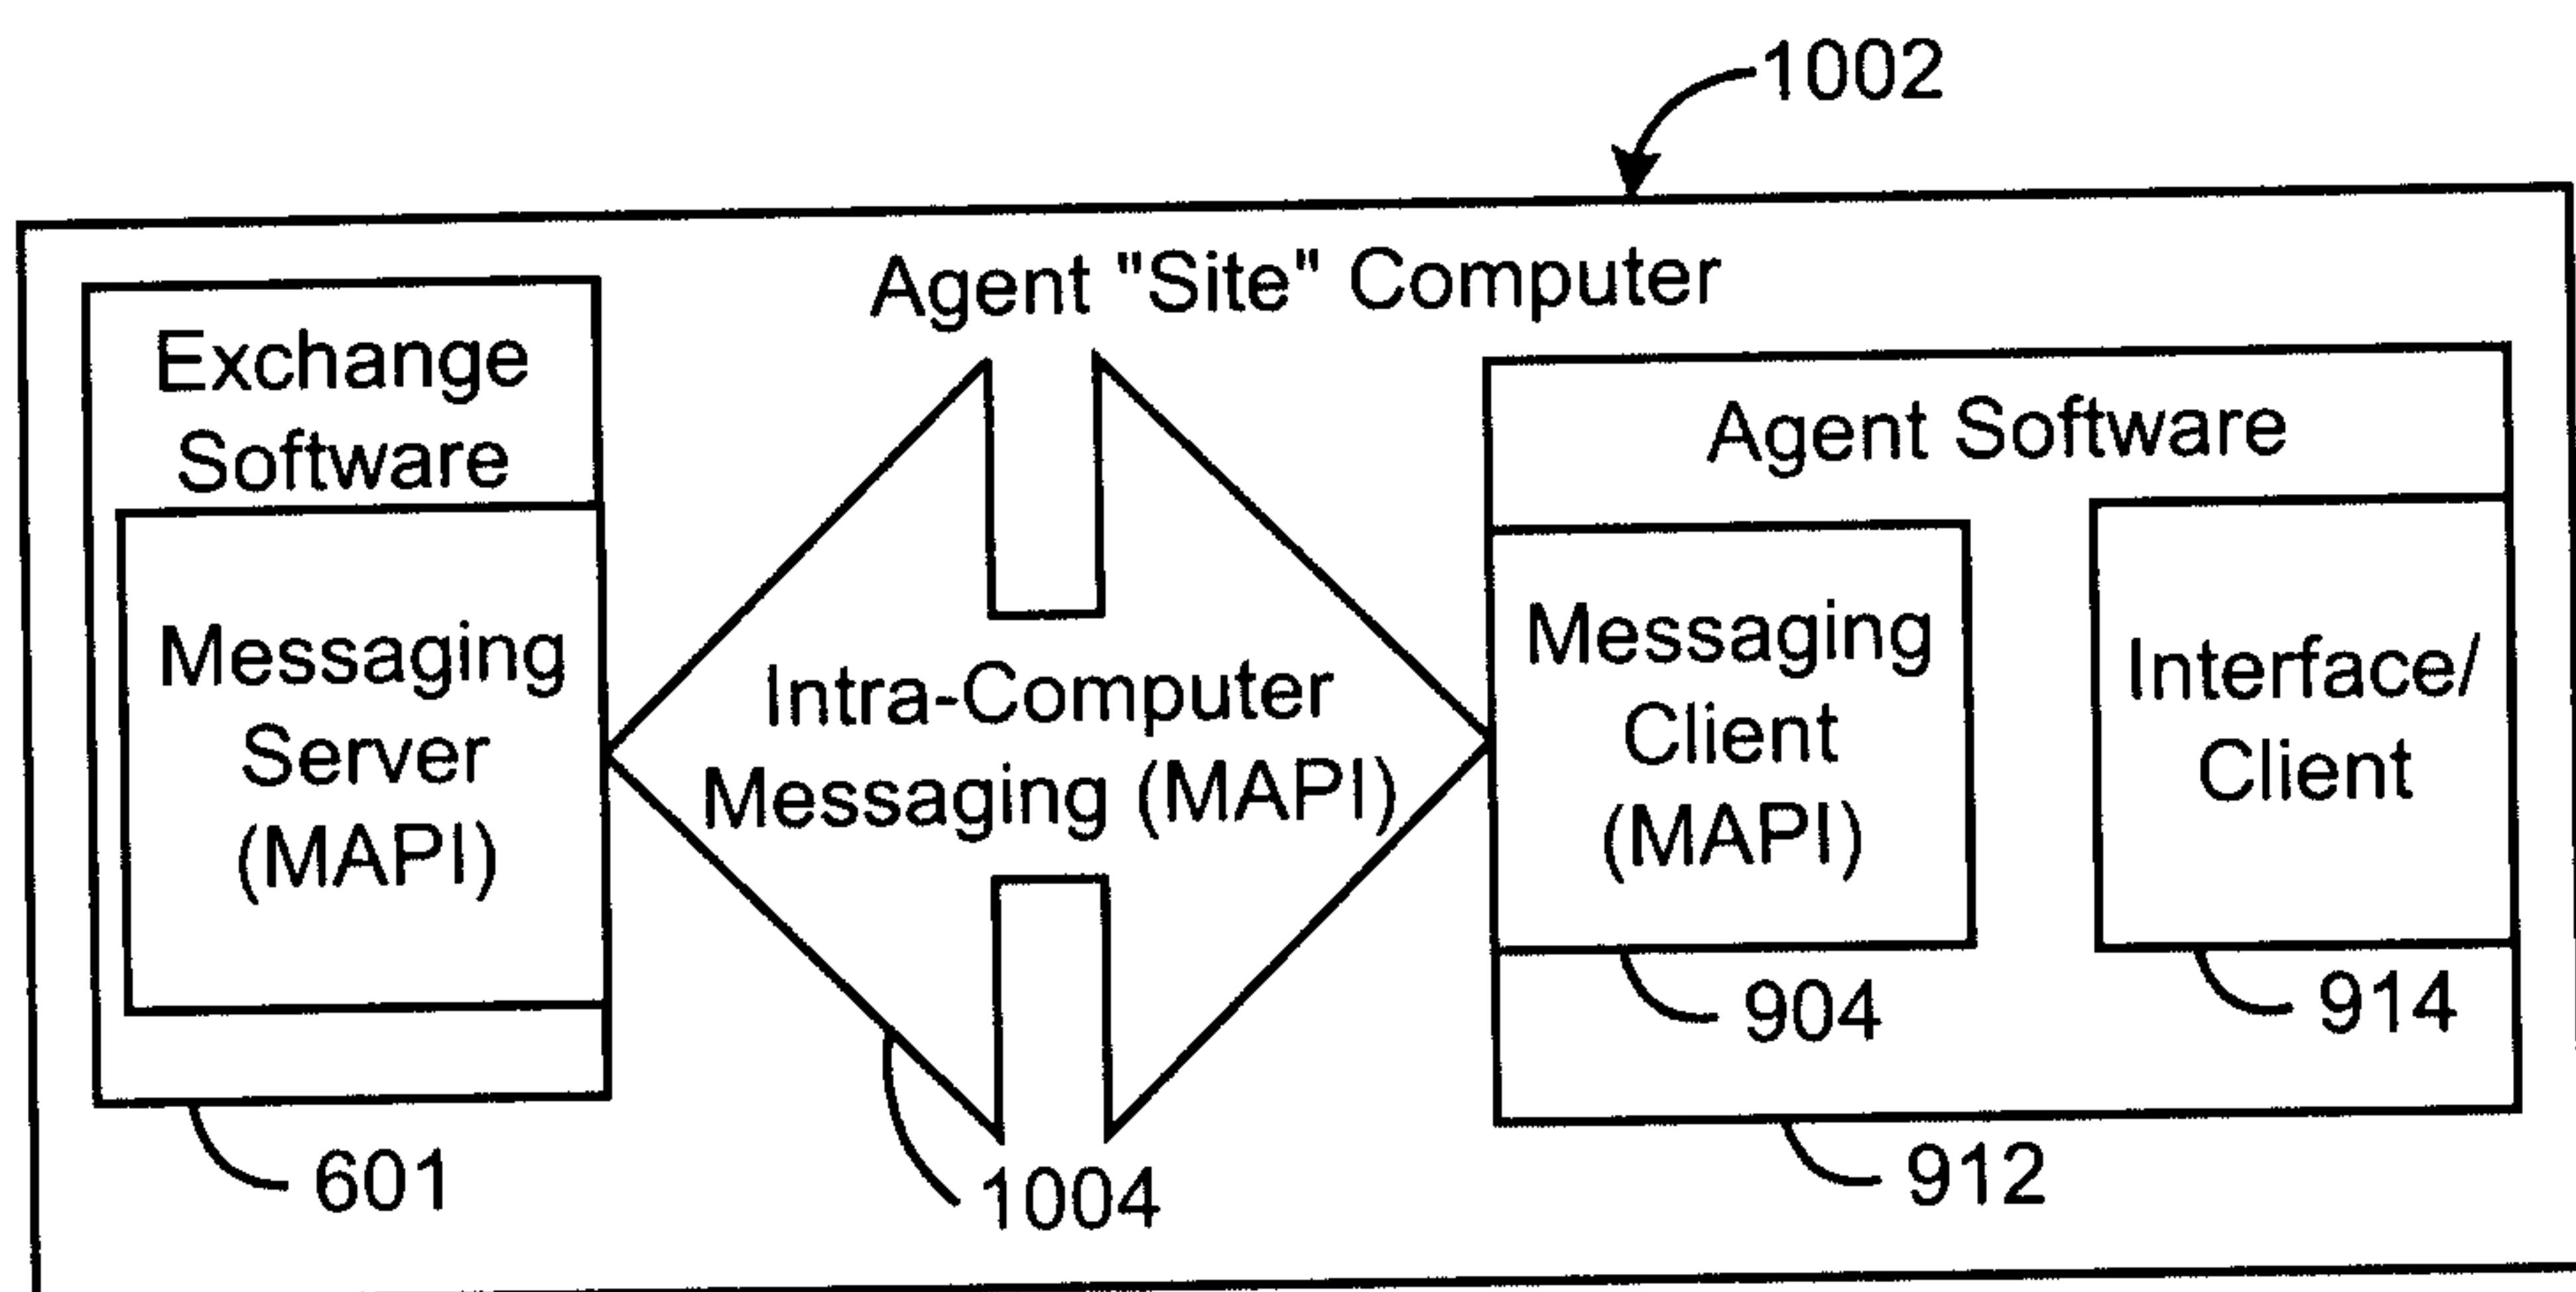 1002
Agent "Site" Computer
Exchange
Software
Messaging
Server
(MAPI)
601
Intra-Computer
Messaging (MAPI)
1004
Agent Software
Messaging
Client
(MAPI)
904
Interface/
Client
914
912